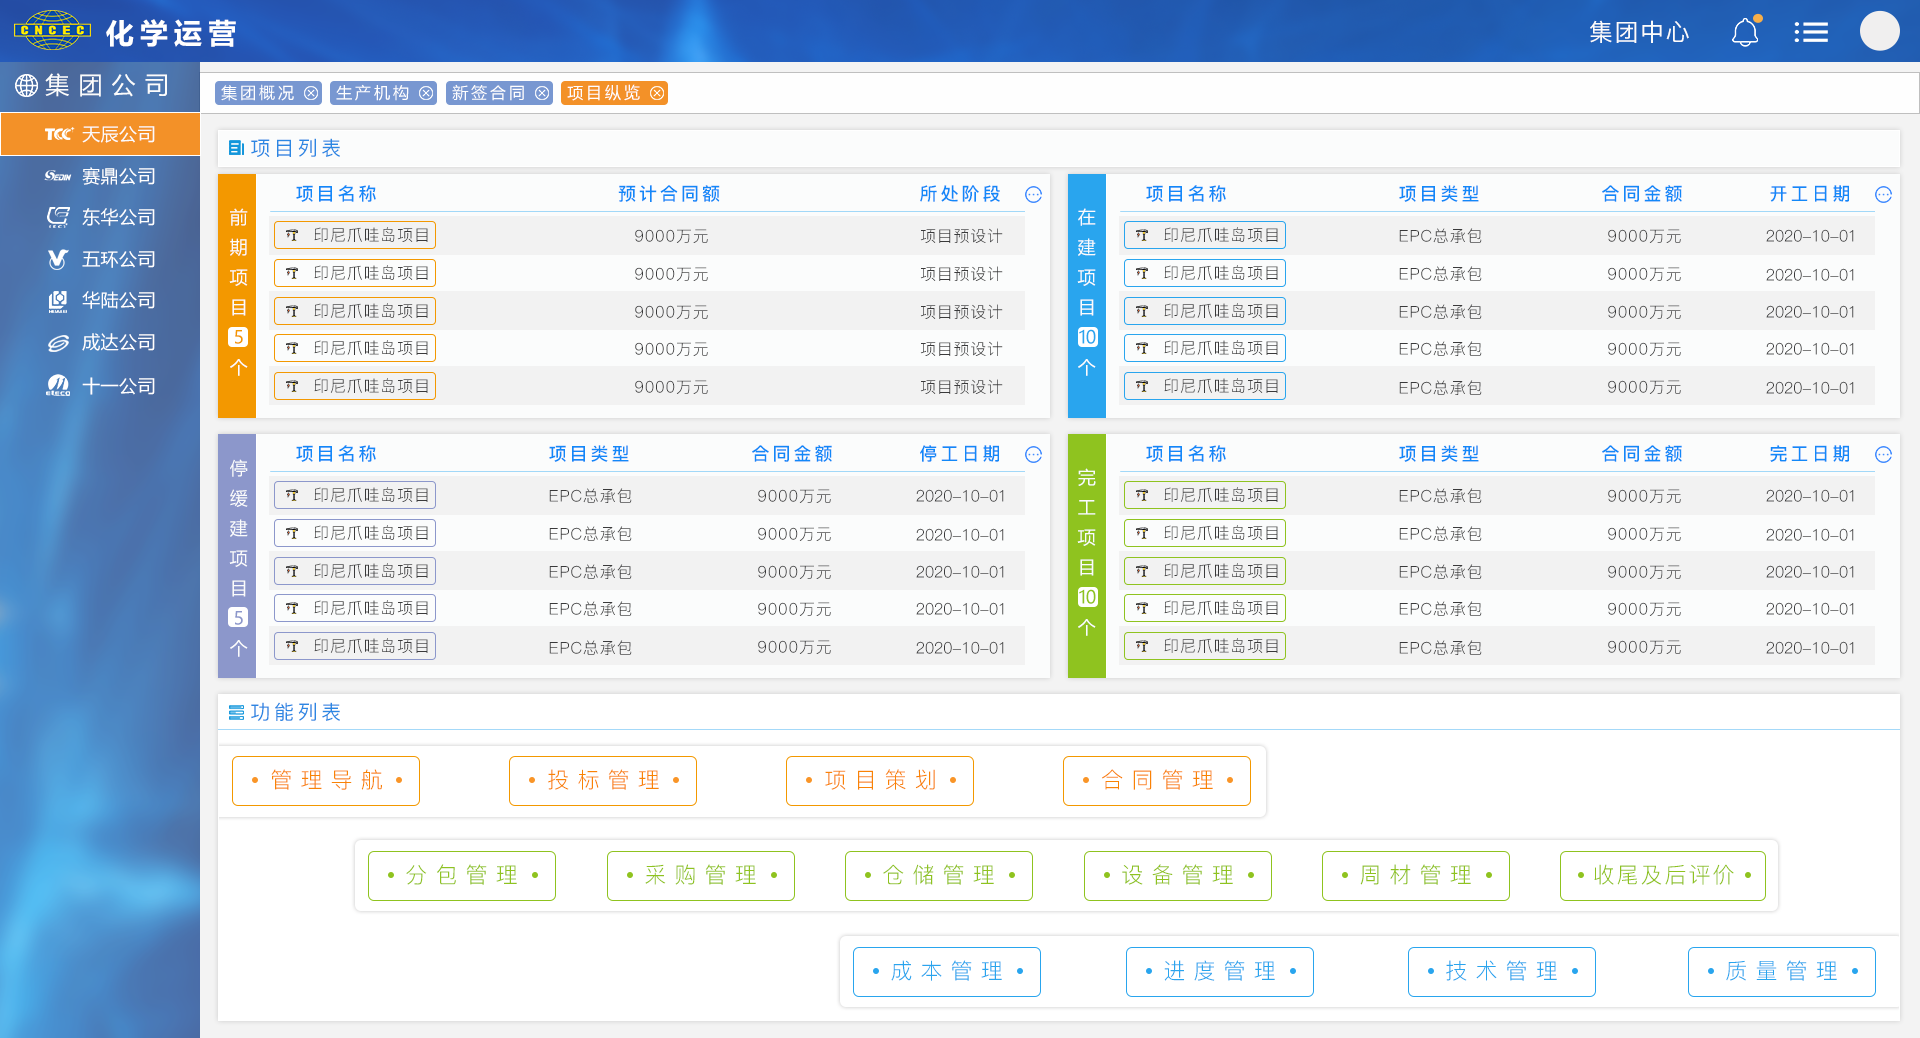 CNCEC 化学运营
集团中心
集团公司
TCC 天辰公司
SEDIN 赛鼎公司
东华公司
五环公司
华陆公司
成达公司
十一公司
集团概况 生产机构 新签合同 项目纵览
项目列表
前期项目5个
项目名称 预计合同额 所处阶段
印尼爪哇岛项目 9000万元 项目预设计
印尼爪哇岛项目 9000万元 项目预设计
印尼爪哇岛项目 9000万元 项目预设计
印尼爪哇岛项目 9000万元 项目预设计
印尼爪哇岛项目 9000万元 项目预设计
在建项目10个
项目名称 项目类型 合同金额 开工日期
印尼爪哇岛项目 EPC总承包 9000万元 2020-10-01
印尼爪哇岛项目 EPC总承包 9000万元 2020-10-01
印尼爪哇岛项目 EPC总承包 9000万元 2020-10-01
印尼爪哇岛项目 EPC总承包 9000万元 2020-10-01
印尼爪哇岛项目 EPC总承包 9000万元 2020-10-01
停缓建项目5个
项目名称 项目类型 合同金额 停工日期
印尼爪哇岛项目 EPC总承包 9000万元 2020-10-01
印尼爪哇岛项目 EPC总承包 9000万元 2020-10-01
印尼爪哇岛项目 EPC总承包 9000万元 2020-10-01
印尼爪哇岛项目 EPC总承包 9000万元 2020-10-01
印尼爪哇岛项目 EPC总承包 9000万元 2020-10-01
完工项目10个
项目名称 项目类型 合同金额 完工日期
印尼爪哇岛项目 EPC总承包 9000万元 2020-10-01
印尼爪哇岛项目 EPC总承包 9000万元 2020-10-01
印尼爪哇岛项目 EPC总承包 9000万元 2020-10-01
印尼爪哇岛项目 EPC总承包 9000万元 2020-10-01
印尼爪哇岛项目 EPC总承包 9000万元 2020-10-01
功能列表
• 管理导航 • • 投标管理 • • 项目策划 • • 合同管理 •
• 分包管理 • • 采购管理 • • 仓储管理 • • 设备管理 • • 周材管理 • • 收尾及后评价 •
• 成本管理 • • 进度管理 • • 技术管理 • • 质量管理 •